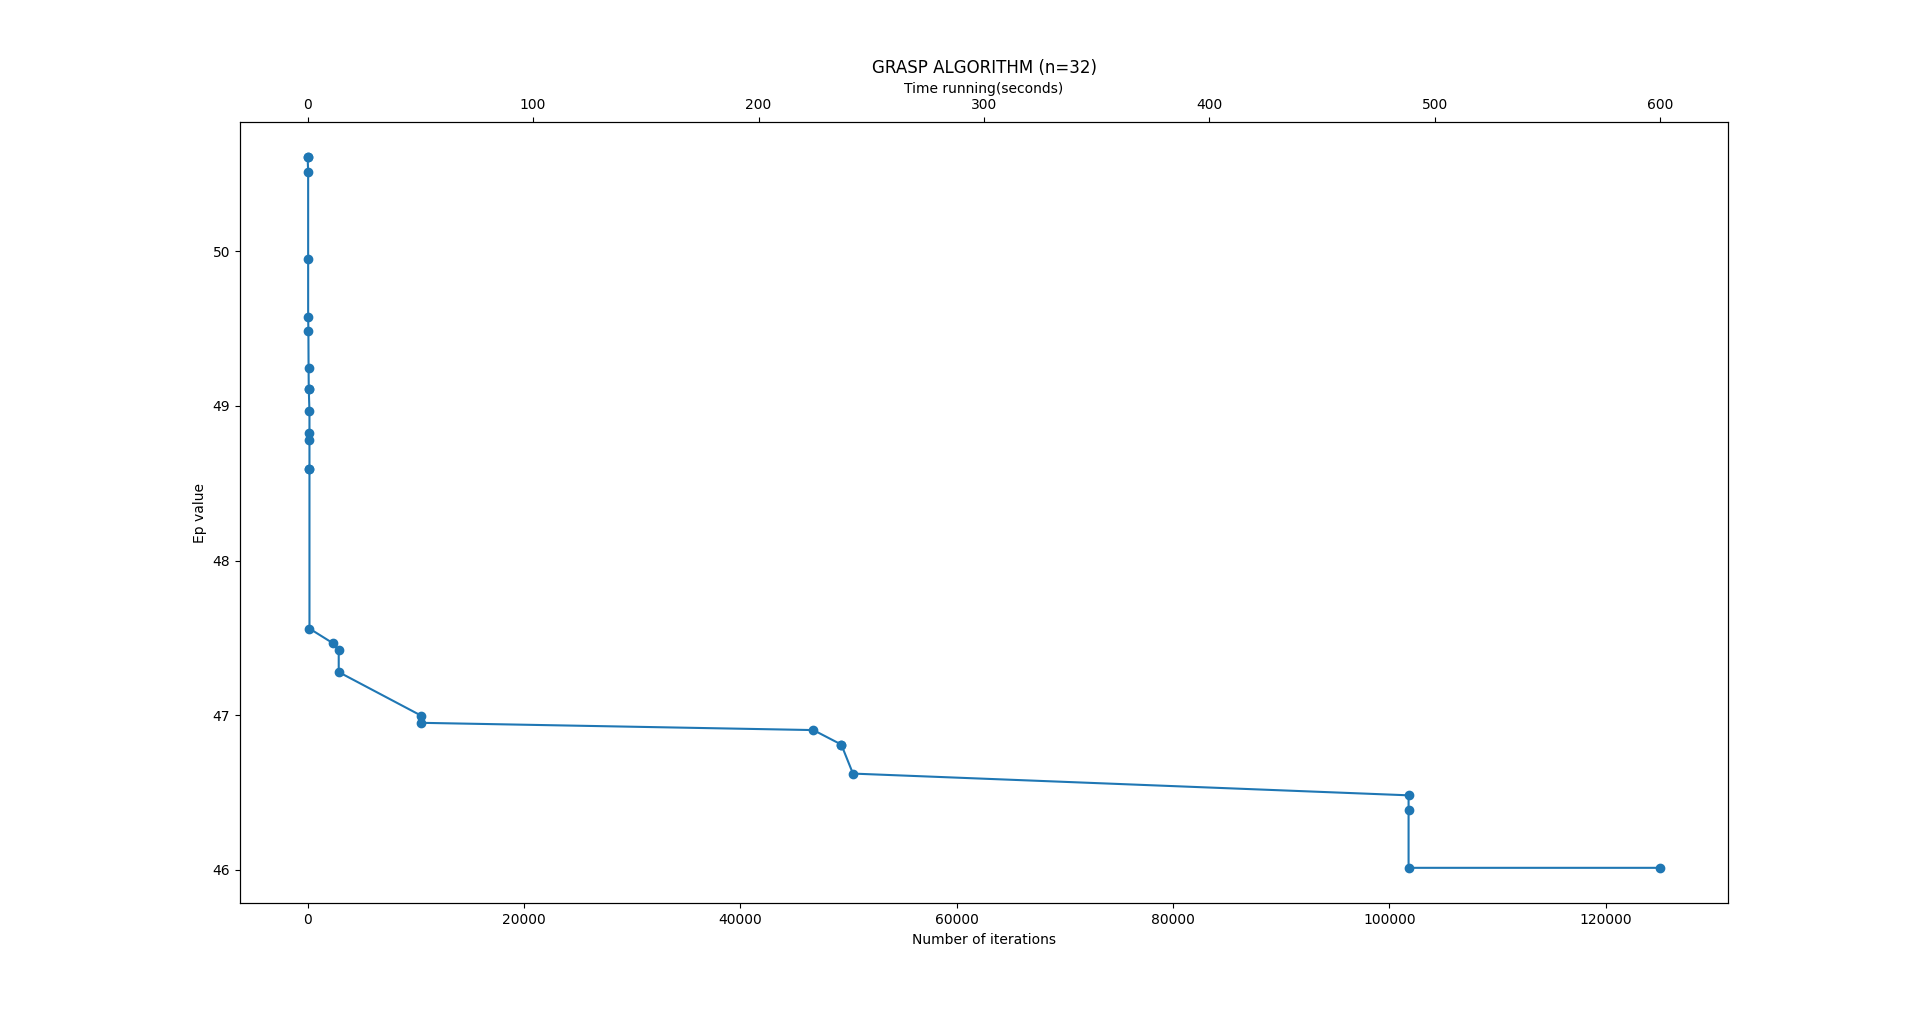 GRASP ALGORITHM (n=32)
Time running(seconds)
0 100 200 300 400 500 600
50
49
48
47
46
Ep value
0 20000 40000 60000 80000 100000 120000
Number of iterations